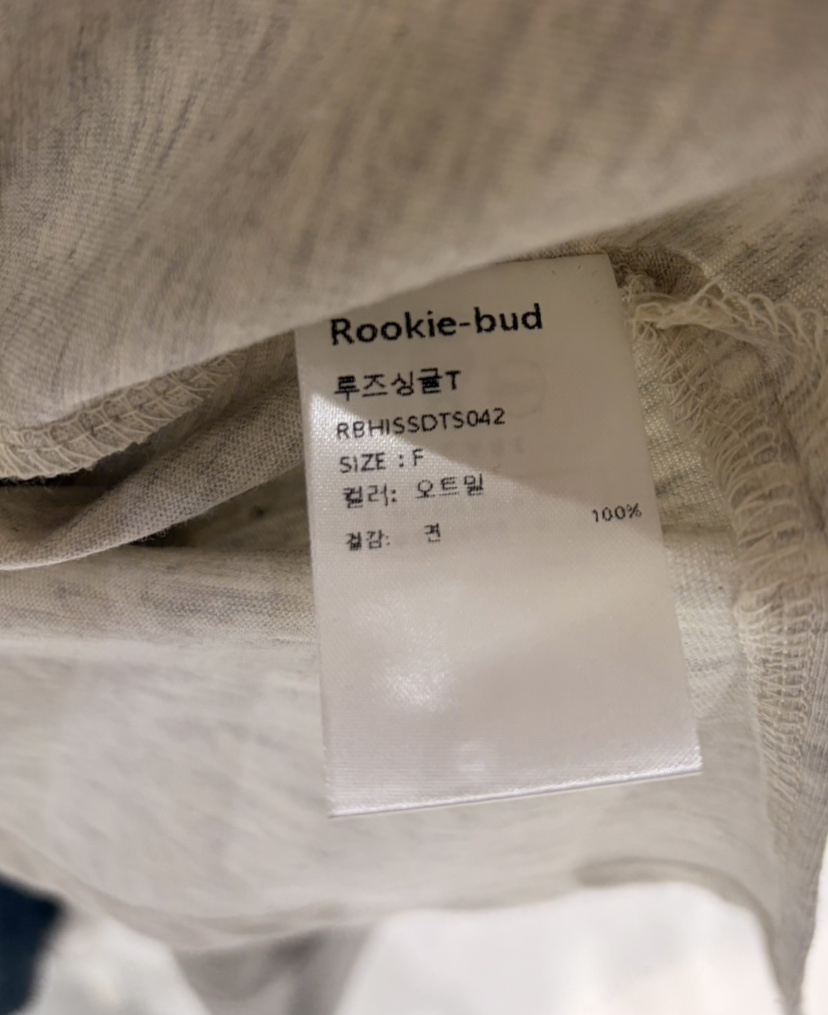 Rookie-bud
루즈싱글T
RBHISSDTS042
SIZE : F
컬러: 오트밀
겉감: 면 100%